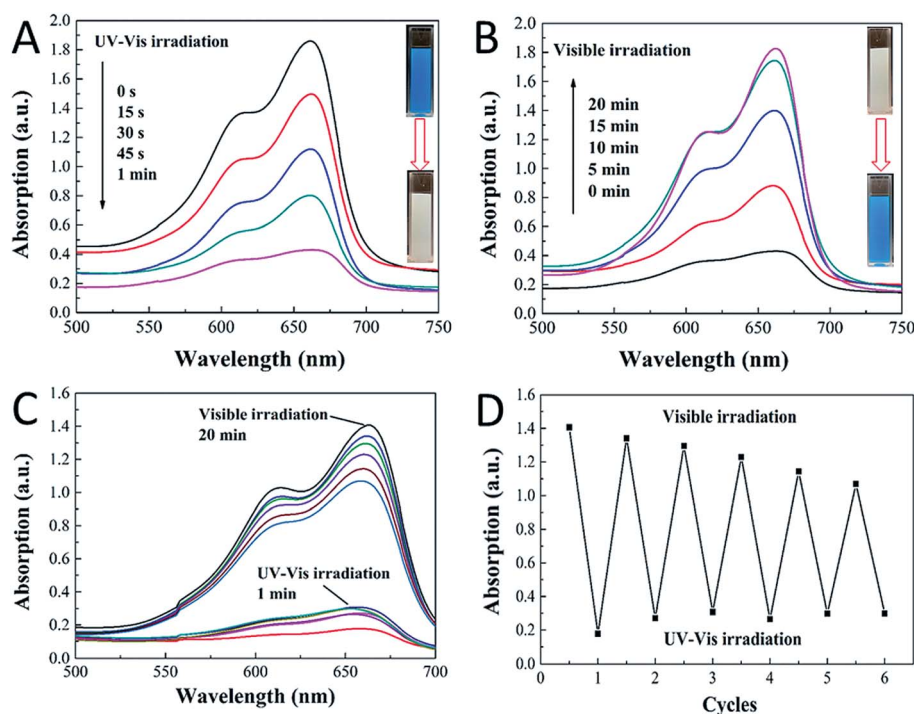 A
UV-Vis irradiation
0 s
15 s
30 s
45 s
1 min
2.0
1.8
1.6
1.4
1.2
1.0
0.8
0.6
0.4
0.2
0.0
Absorption (a.u.)
500 550 600 650 700 750
Wavelength (nm)
B
Visible irradiation
20 min
15 min
10 min
5 min
0 min
2.0
1.8
1.6
1.4
1.2
1.0
0.8
0.6
0.4
0.2
0.0
Absorption (a.u.)
500 550 600 650 700 750
Wavelength (nm)
C
Visible irradiation
20 min
UV-Vis irradiation
1 min
1.6
1.4
1.2
1.0
0.8
0.6
0.4
0.2
0.0
Absorption (a.u.)
500 550 600 650 700
Wavelength (nm)
D
Visible irradiation
UV-Vis irradiation
1.6
1.4
1.2
1.0
0.8
0.6
0.4
0.2
0.0
Absorption (a.u.)
0 1 2 3 4 5 6
Cycles